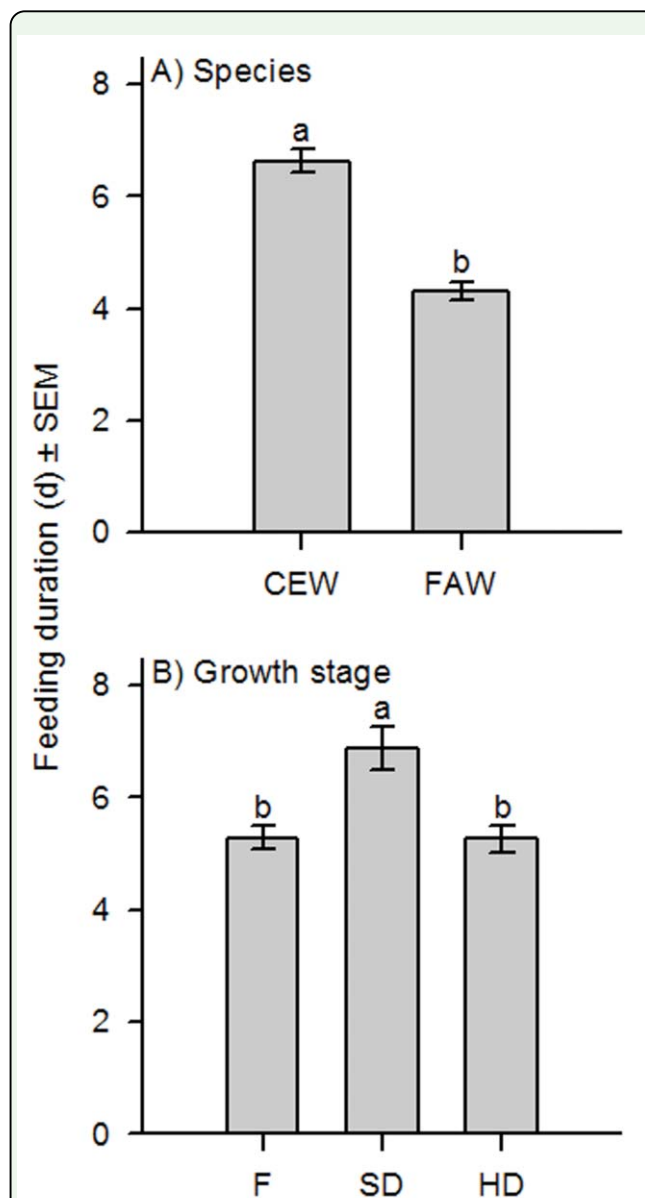 A) Species
8
6
4
2
0
a
b
CEW FAW
Feeding duration (d) ± SEM
B) Growth stage
8
6
4
2
0
b
a
b
F SD HD